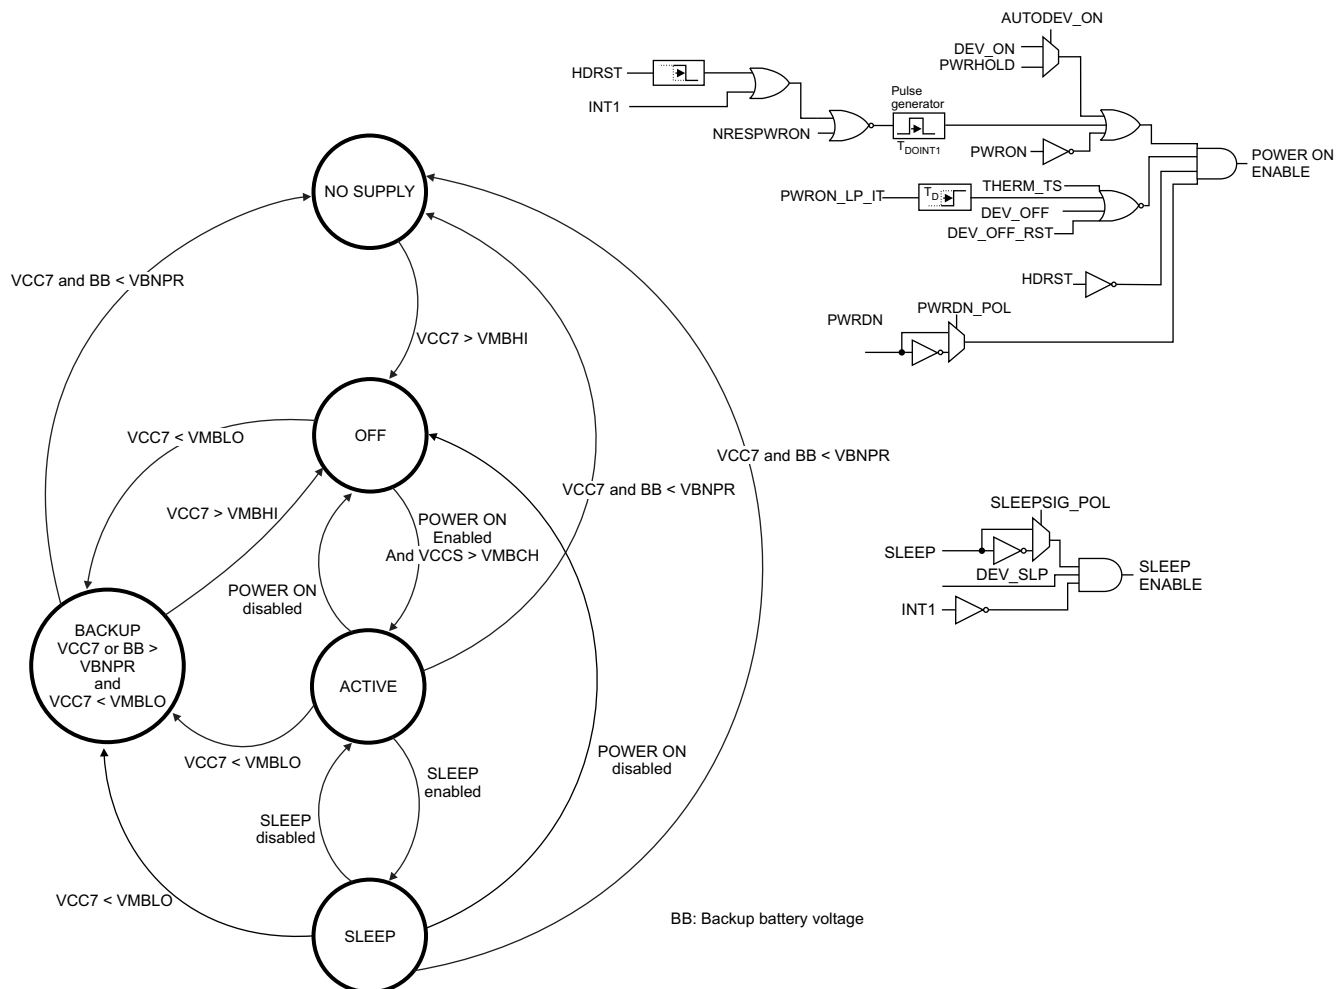 AUTODEV_ON
DEV_ON
PWRHOLD
HDRST
INT1
Pulse
generator
TDOINT1
NRESPWRON
PWRON
POWER ON
ENABLE
PWRON_LP_IT
TD
THERM_TS
DEV_OFF
DEV_OFF_RST
HDRST
PWRDN
PWRDN_POL
NO SUPPLY
VCC7 and BB < VBNPR
VCC7 > VMBHI
OFF
VCC7 < VMBLO
VCC7 > VMBHI
POWER ON
Enabled
And VCCS > VMBCH
VCC7 and BB < VBNPR
VCC7 and BB < VBNPR
POWER ON
disabled
BACKUP
VCC7 or BB >
VBNPR
and
VCC7 < VMBLO
ACTIVE
VCC7 < VMBLO
SLEEP
enabled
SLEEP
disabled
POWER ON
disabled
VCC7 < VMBLO
SLEEP
BB: Backup battery voltage
SLEEPSIG_POL
SLEEP
DEV_SLP
INT1
SLEEP
ENABLE